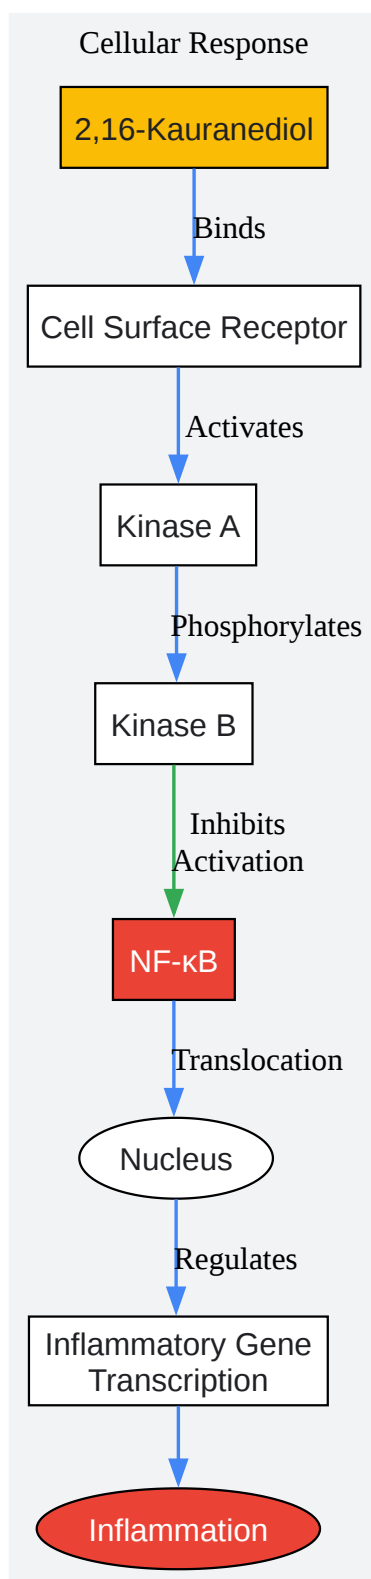 Cellular Response
2,16-Kauranediol
Binds
Cell Surface Receptor
Activates
Kinase A
Phosphorylates
Kinase B
Inhibits
Activation
NF-κB
Translocation
Nucleus
Regulates
Inflammatory Gene
Transcription
Inflammation